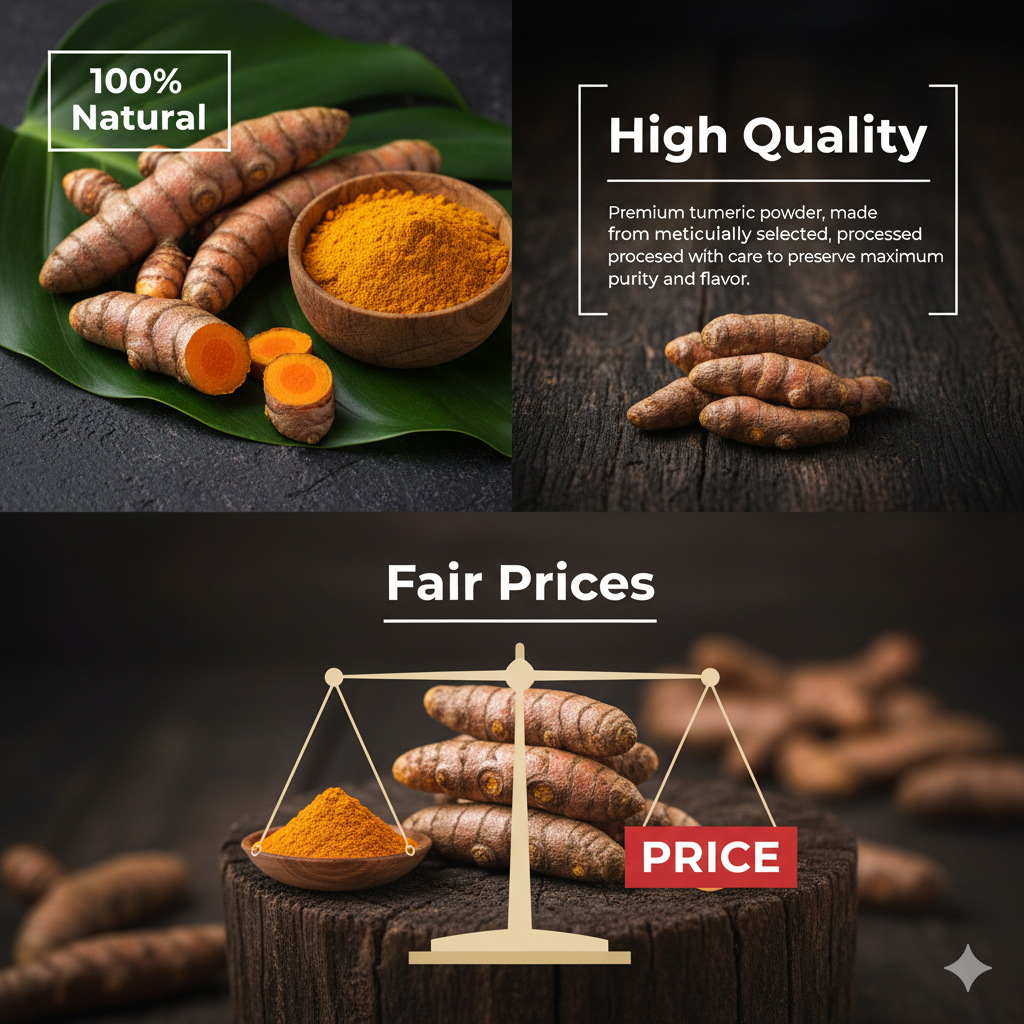 100%
Natural
High Quality
Premium tumeric powder, made
from meticuially selected, processed
procesed with care to preserve maximum
purity and flavor.
Fair Prices
PRICE